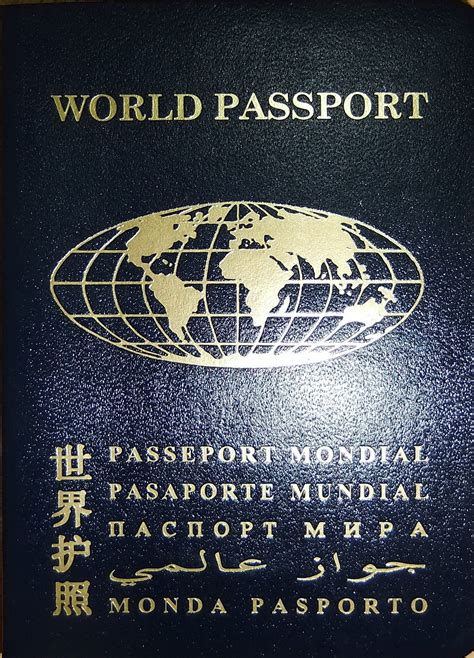 WORLD PASSPORT
世界护照
PASSEPORT MONDIAL
PASAPORTE MUNDIAL
ПАСПОРТ МИРА
جواز عالمي
MONDA PASPORTO